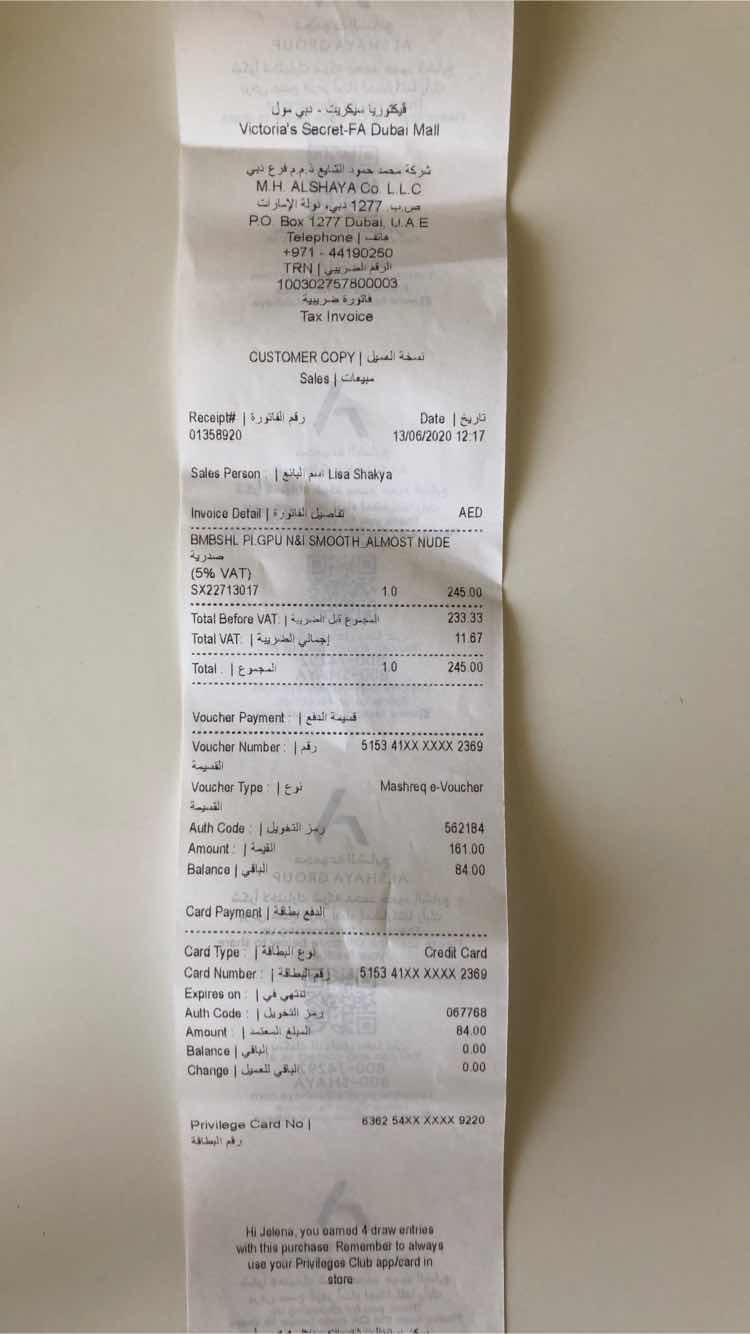 فيكتوريا سيكريت - دبي مول
Victoria's Secret-FA Dubai Mall
شركة محمد حمود الشايع ذ.م.م فرع دبي
M.H. ALSHAYA Co. L.L.C
ص.ب. 1277 دبي، دولة الإمارات
P.O. Box 1277 Dubai, U.A.E
Telephone | هاتف
+971 - 44190250
TRN | الرقم الضريبي
100302757800003
فاتورة ضريبية
Tax Invoice
CUSTOMER COPY | نسخة العميل
Sales | مبيعات
Receipt# | رقم الفاتورة Date | تاريخ
01358920 13/06/2020 12:17
Sales Person : | اسم البائع Lisa Shakya
Invoice Detail | تفاصيل الفاتورة AED
BMBSHL PLGPU N&I SMOOTH_ALMOST NUDE
صدرية
(5% VAT)
SX22713017 1.0 245.00
Total Before VAT: | المجموع قبل الضريبة 233.33
Total VAT: | إجمالي الضريبة 11.67
Total : | المجموع 1.0 245.00
Voucher Payment : | قسيمة الدفع
Voucher Number : | رقم 5153 41XX XXXX 2369
القسيمة
Voucher Type : | نوع Mashreq e-Voucher
القسيمة
Auth Code : | رمز التخويل 562184
Amount : | القيمة 161.00
Balance | الباقي 84.00
Card Payment | الدفع بطاقة
Card Type : | نوع البطاقة Credit Card
Card Number : | رقم البطاقة 5153 41XX XXXX 2369
Expires on : | تنتهي في
Auth Code : | رمز التخويل 067768
Amount : | المبلغ المعتمد 84.00
Balance | الباقي 0.00
Change | الباقي للعميل 0.00
Privilege Card No | 6362 54XX XXXX 9220
رقم البطاقة
Hi Jelena, you earned 4 draw entries
with this purchase. Remember to always
use your Privileges Club app/card in
store